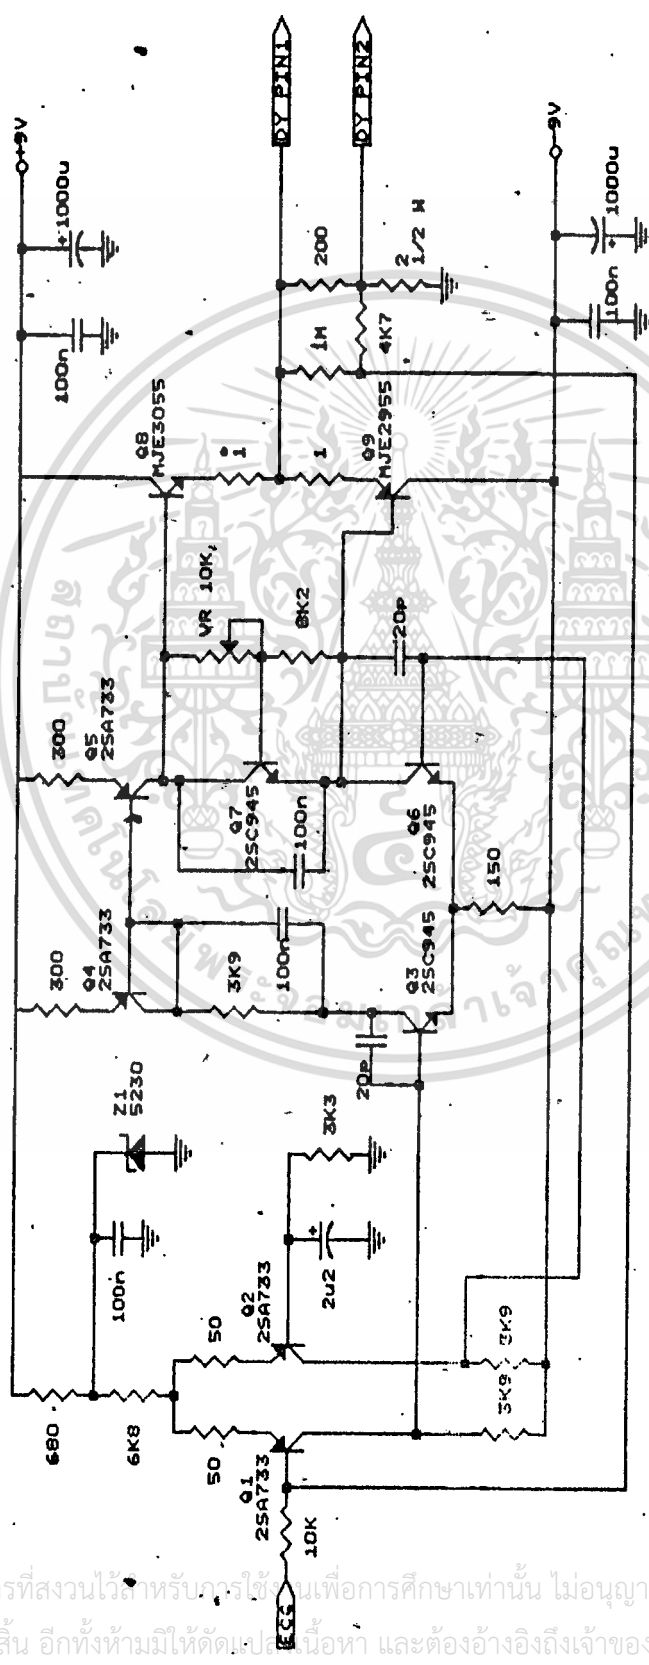 +9V
1000u
100n
DY PIN1
DY PIN2
200
2
1/2 W
1M
4K7
-9V
1000u
100n
Q8
MJE3055
1
1
Q9
MJE2955
VR 10K
8K2
20p
300
Q5
2SA733
Q7
2SC945
100n
Q6
2SC945
150
300
Q4
2SA733
3K9
100n
Q3
2SC945
20p
Z1
5230
100n
3K3
2u2
Q2
2SA733
680
6K8
50
50
Q1
2SA733
3K9
3K9
10K
ECG